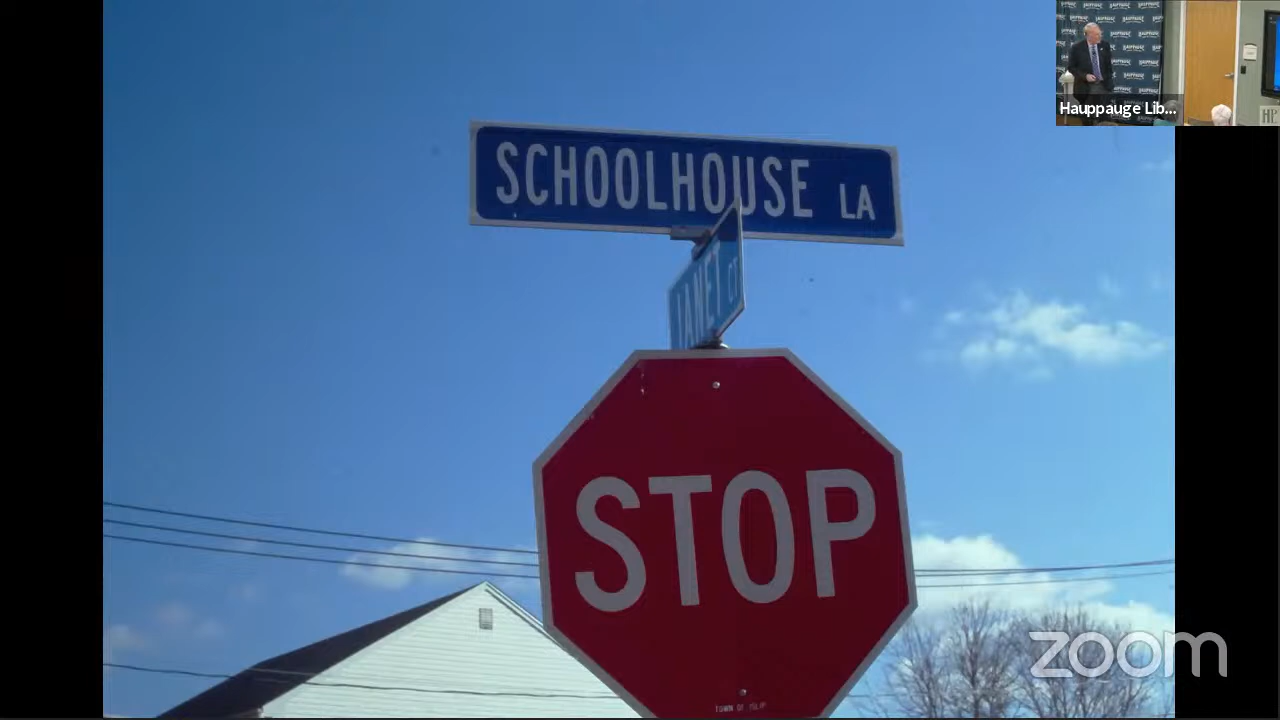 SCHOOLHOUSE LA
JANET CT
STOP
TOWN OF ISLIP
Hauppauge Lib...
zoom